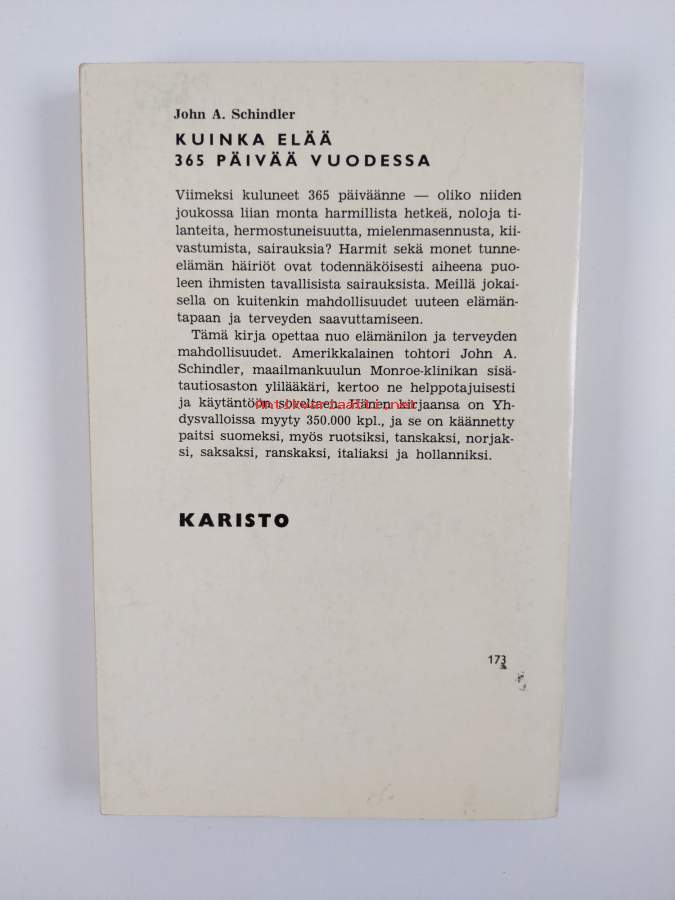 John A. Schindler
KUINKA ELÄÄ
365 PÄIVÄÄ VUODESSA
Viimeksi kuluneet 365 päiväänne — oliko niiden
joukossa liian monta harmillista hetkeä, noloja ti-
lanteita, hermostuneisuutta, mielenmasennusta, kii-
vastumista, sairauksia? Harmit sekä monet tunne-
elämän häiriöt ovat todennäköisesti aiheena puo-
leen ihmisten tavallisista sairauksista. Meillä jokai-
sella on kuitenkin mahdollisuudet uuteen elämän-
tapaan ja terveyden saavuttamiseen.
Tämä kirja opettaa nuo elämänilon ja terveyden
mahdollisuudet. Amerikkalainen tohtori John A.
Schindler, maailmankuulun Monroe-klinikan sisä-
tautiosaston ylilääkäri, kertoo ne helppotajuisesti
ja käytäntöön soveltaen. Hänen kirjaansa on Yh-
dysvalloissa myyty 350.000 kpl., ja se on käännetty
paitsi suomeksi, myös ruotsiksi, tanskaksi, norjak-
si, saksaksi, ranskaksi, italiaksi ja hollanniksi.
KARISTO
173